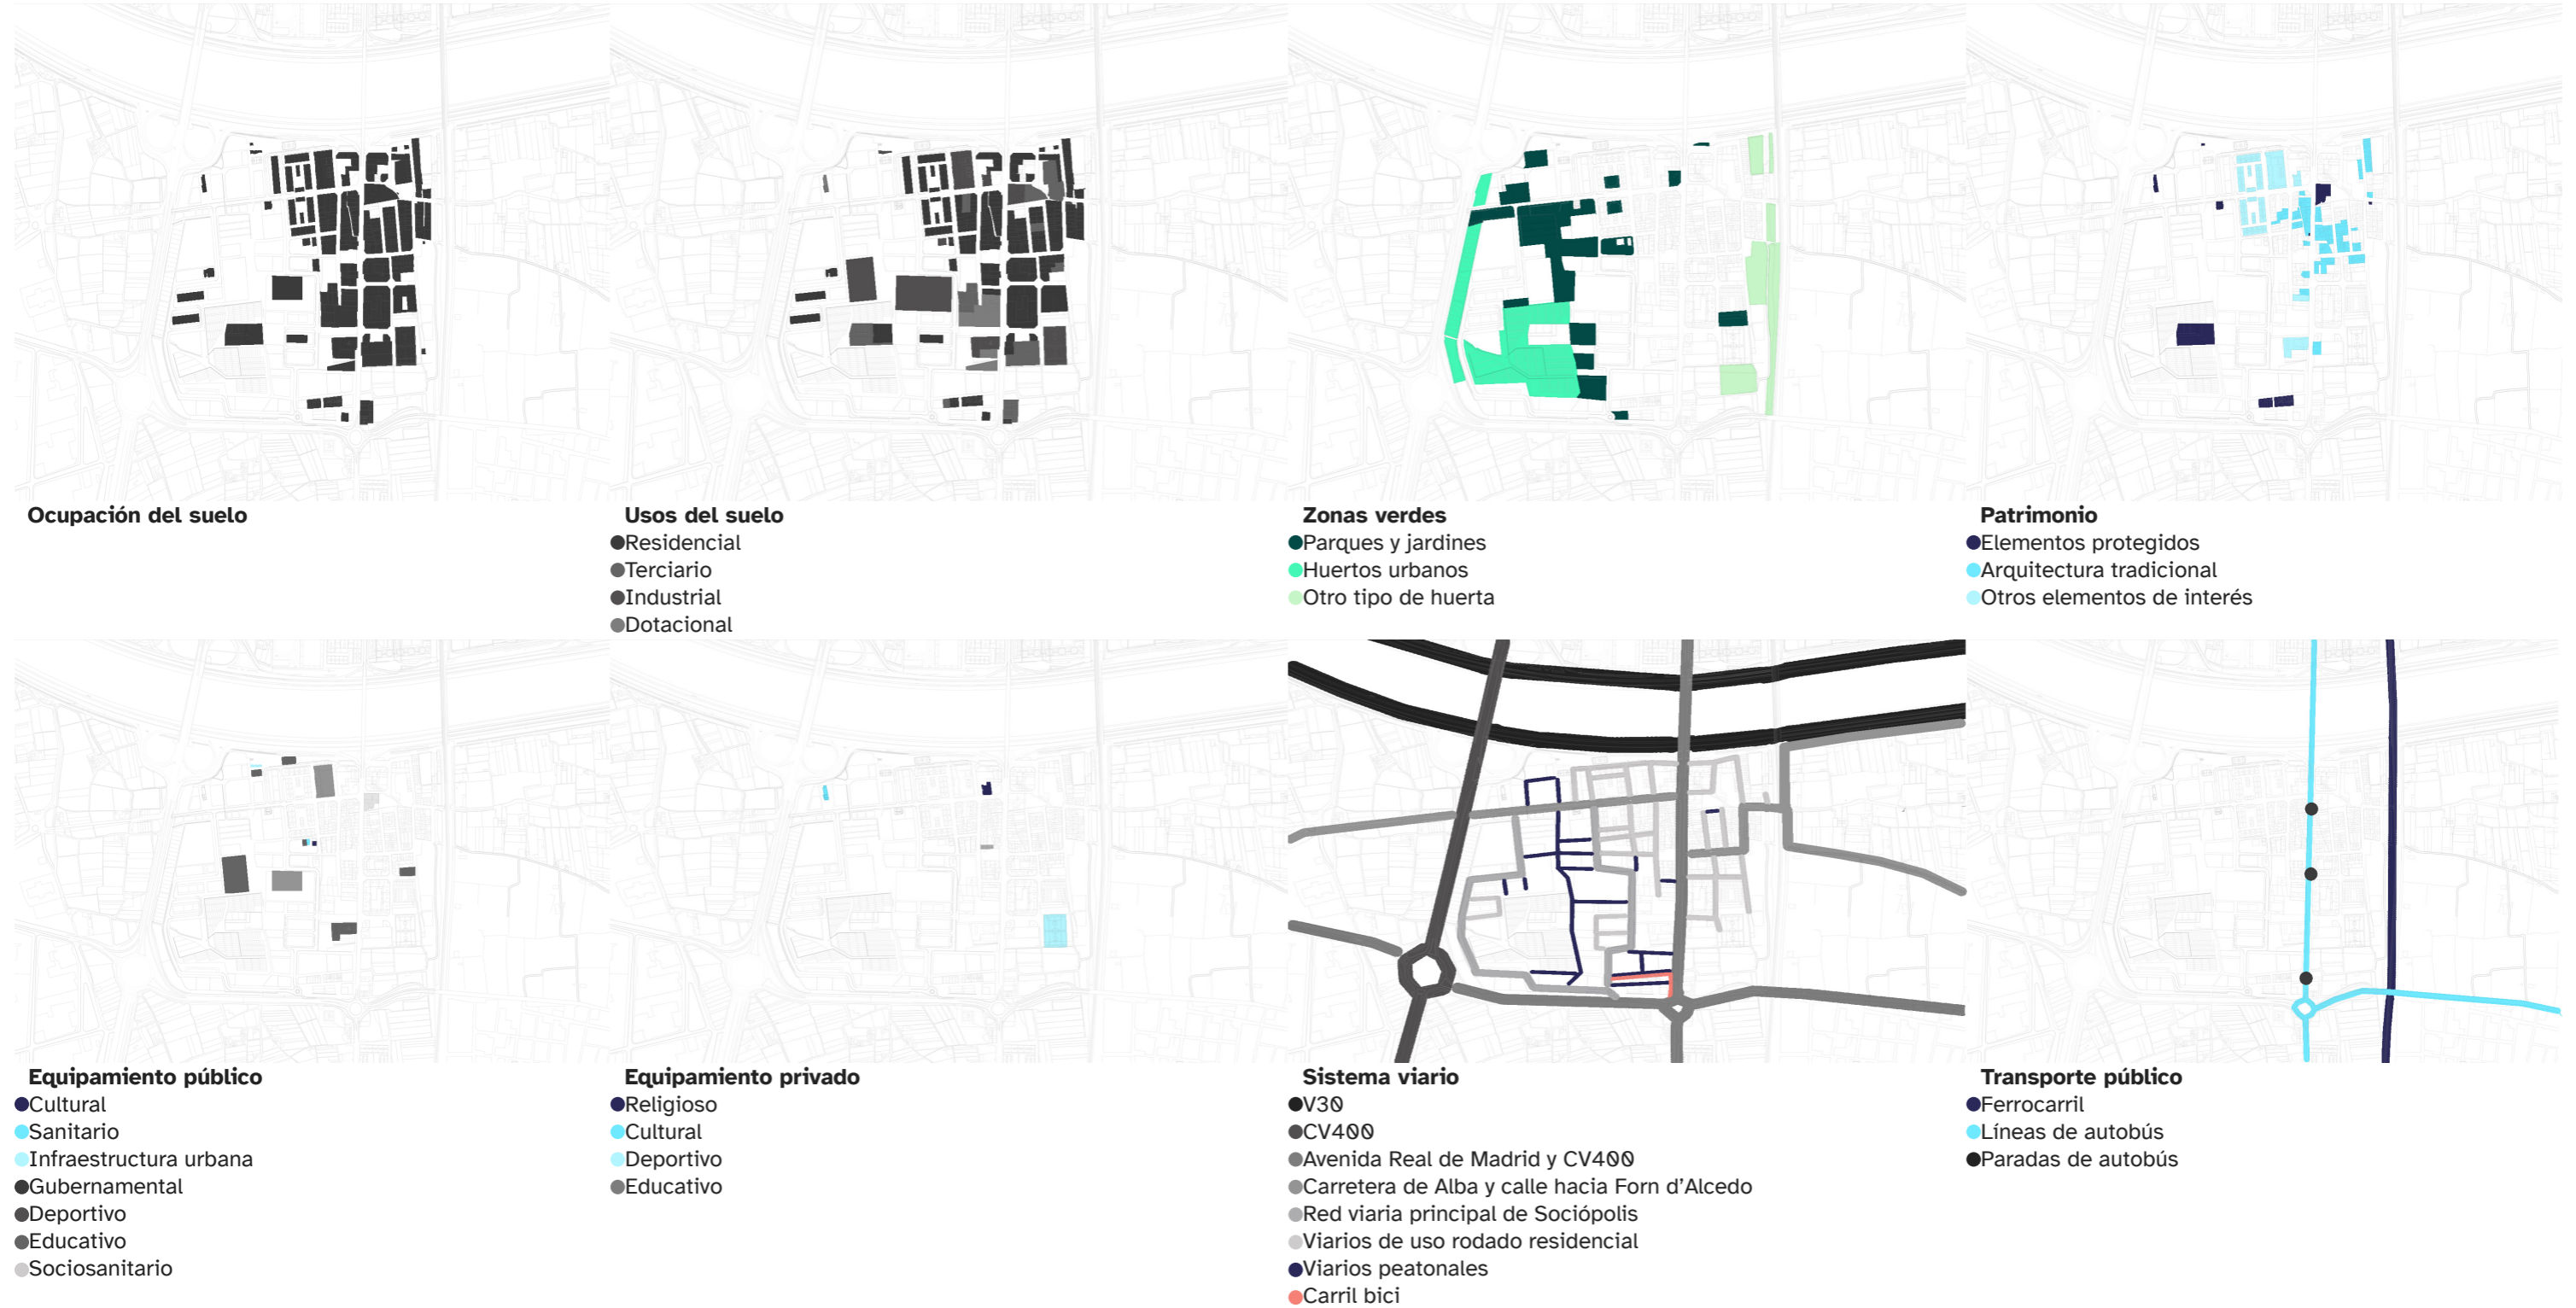 Ocupación del suelo
Usos del suelo
Residencial
Terciario
Industrial
Dotacional
Zonas verdes
Parques y jardines
Huertos urbanos
Otro tipo de huerta
Patrimonio
Elementos protegidos
Arquitectura tradicional
Otros elementos de interés
Equipamiento público
Cultural
Sanitario
Infraestructura urbana
Gubernamental
Deportivo
Educativo
Sociosanitario
Equipamiento privado
Religioso
Cultural
Deportivo
Educativo
Sistema viario
V30
CV400
Avenida Real de Madrid y CV400
Carretera de Alba y calle hacia Forn d’Alcedo
Red viaria principal de Sociópolis
Viarios de uso rodado residencial
Viarios peatonales
Carril bici
Transporte público
Ferrocarril
Líneas de autobús
Paradas de autobús